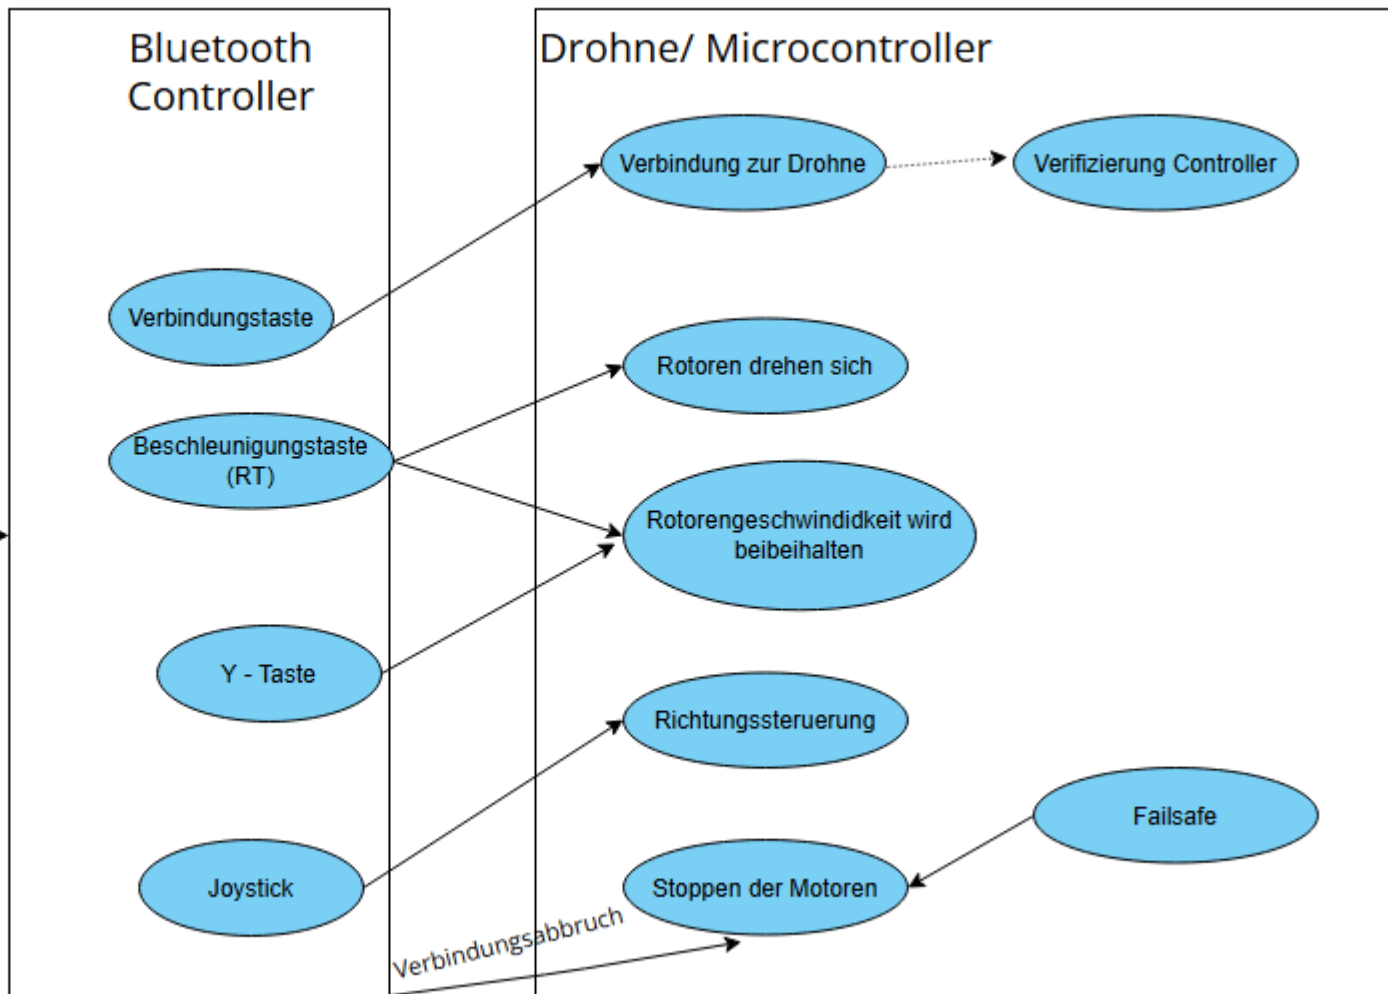 Bluetooth
Controller
Drohne/ Microcontroller
Verbindung zur Drohne
Verifizierung Controller
Verbindungstaste
Rotoren drehen sich
Beschleunigungstaste
(RT)
Rotorengeschwindidkeit wird
beibeihalten
Y - Taste
Richtungssteruerung
Failsafe
Joystick
Stoppen der Motoren
Verbindungsabbruch